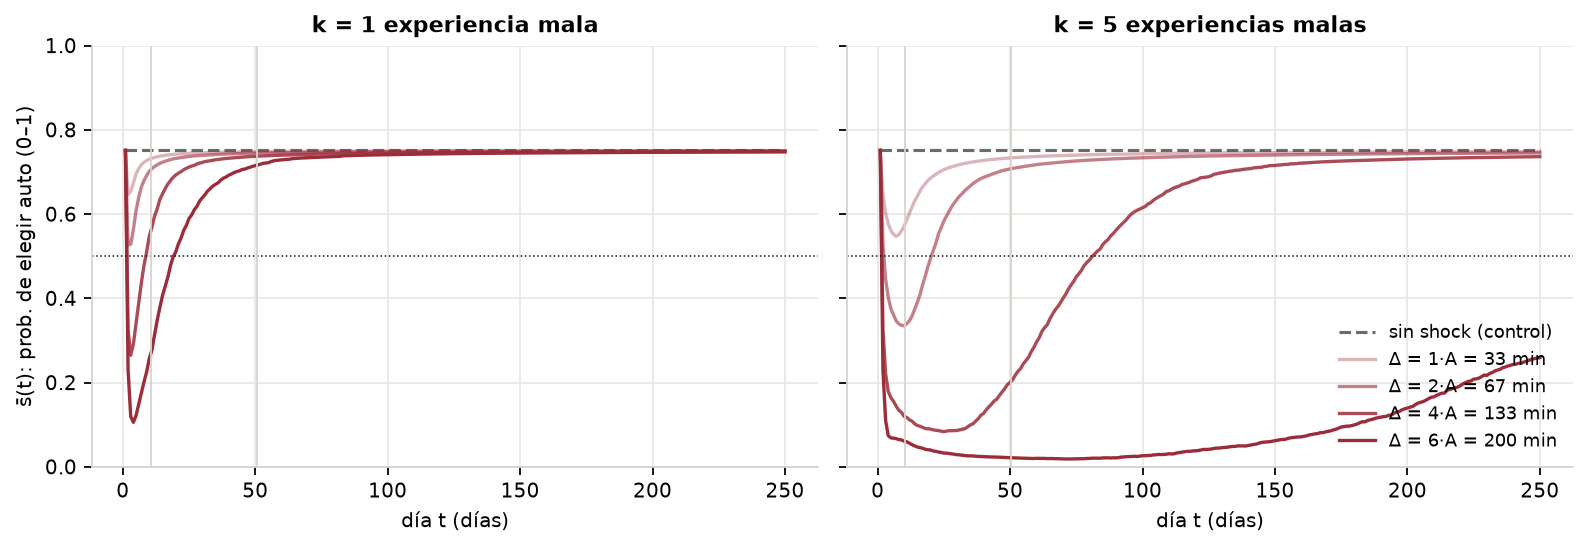 k = 1 experiencia mala
k = 5 experiencias malas
s̄(t): prob. de elegir auto (0–1)
1.0
0.8
0.6
0.4
0.2
0.0
0
50
100
150
200
250
día t (días)
0
50
100
150
200
250
día t (días)
sin shock (control)
Δ = 1·A = 33 min
Δ = 2·A = 67 min
Δ = 4·A = 133 min
Δ = 6·A = 200 min